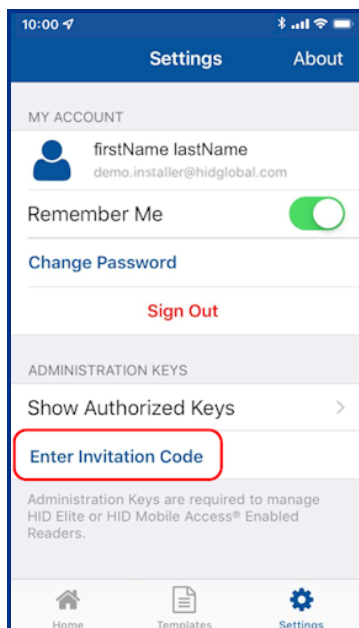 10:00
Settings
About
MY ACCOUNT
firstName lastName
demo.installer@hidglobal.com
Remember Me
Change Password
Sign Out
ADMINISTRATION KEYS
Show Authorized Keys
Enter Invitation Code
Administration Keys are required to manage
HID Elite or HID Mobile Access® Enabled
Readers.
Home
Templates
Settings